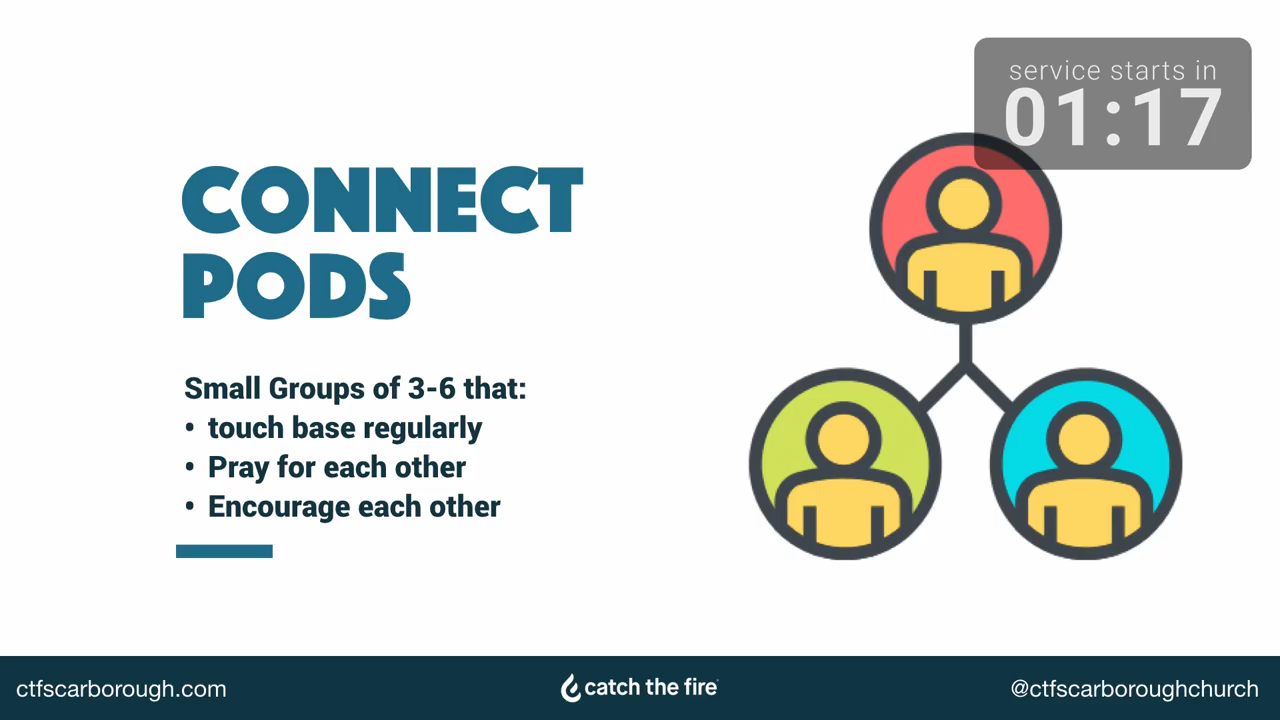 service starts in
01:17
CONNECT
PODS
Small Groups of 3-6 that:
• touch base regularly
• Pray for each other
• Encourage each other
ctfscarborough.com
catch the fire
@ctfscarboroughchurch